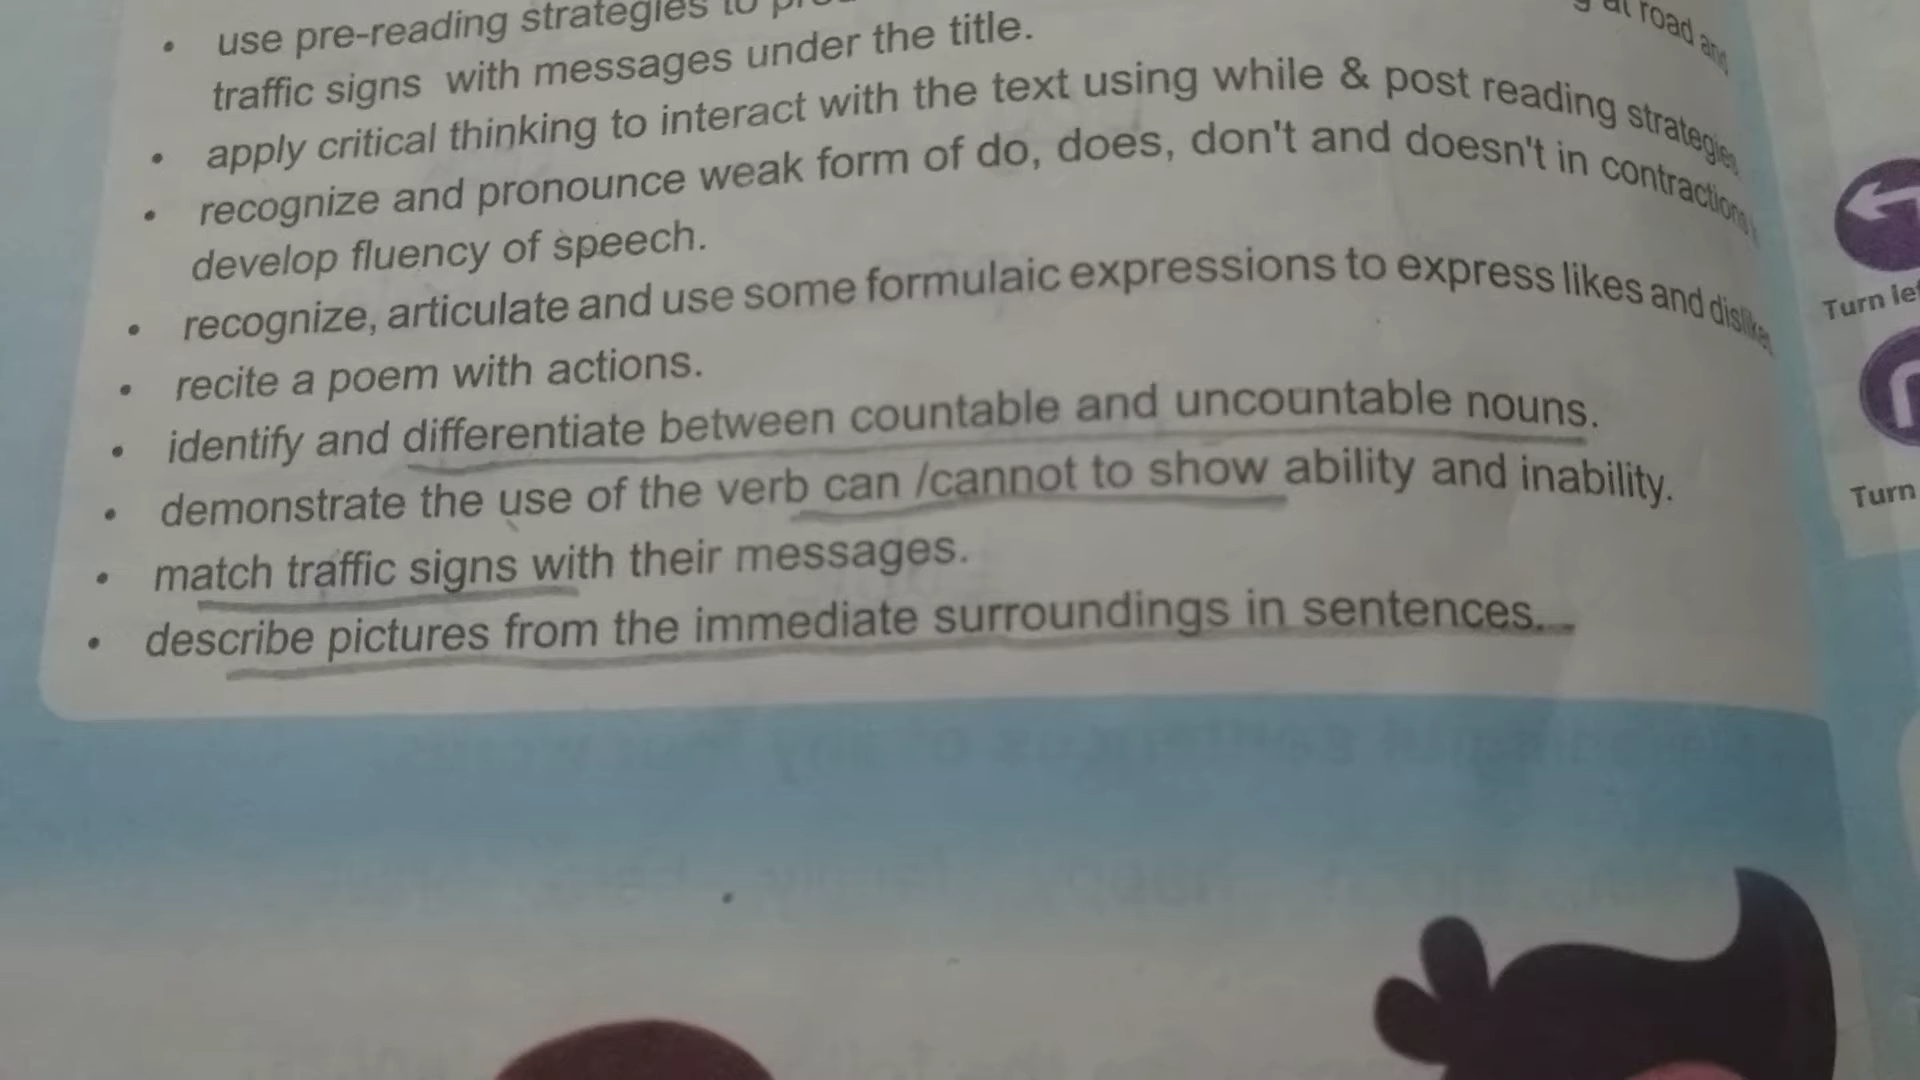 use pre-reading strategies to
traffic signs with messages under the title.
• apply critical thinking to interact with the text using while & post reading strategies
• recognize and pronounce weak form of do, does, don't and doesn't in contractions
develop fluency of speech.
• recognize, articulate and use some formulaic expressions to express likes and dislikes
• recite a poem with actions.
• identify and differentiate between countable and uncountable nouns.
• demonstrate the use of the verb can /cannot to show ability and inability.
• match traffic signs with their messages.
• describe pictures from the immediate surroundings in sentences.
at road and
Turn
Turn